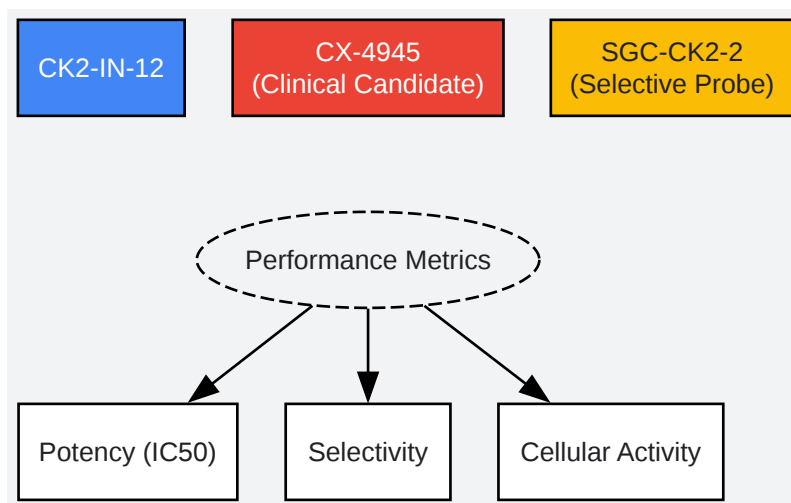 CK2-IN-12
CX-4945
(Clinical Candidate)
SGC-CK2-2
(Selective Probe)
Performance Metrics
Potency (IC50)
Selectivity
Cellular Activity